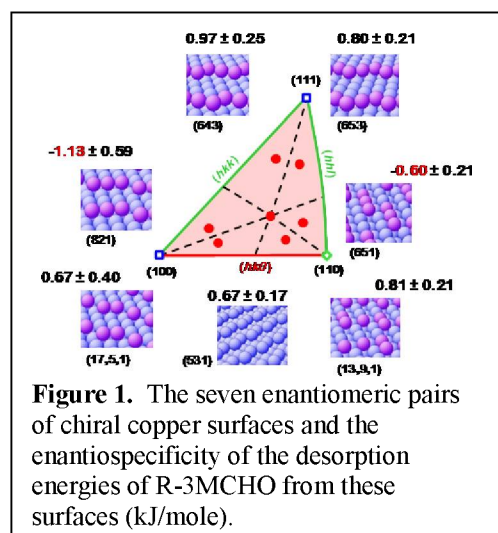 0.97 ± 0.25
0.80 ± 0.21
(111)
(643)
(653)
(hkk)
(hhl)
-1.13 ± 0.59
-0.60 ± 0.21
(821)
(651)
(100)
(hk0)
(110)
0.67 ± 0.40
0.67 ± 0.17
0.81 ± 0.21
(17,5,1)
(531)
(13,9,1)
Figure 1. The seven enantiomeric pairs
of chiral copper surfaces and the
enantiospecificity of the desorption
energies of R-3MCHO from these
surfaces (kJ/mole).